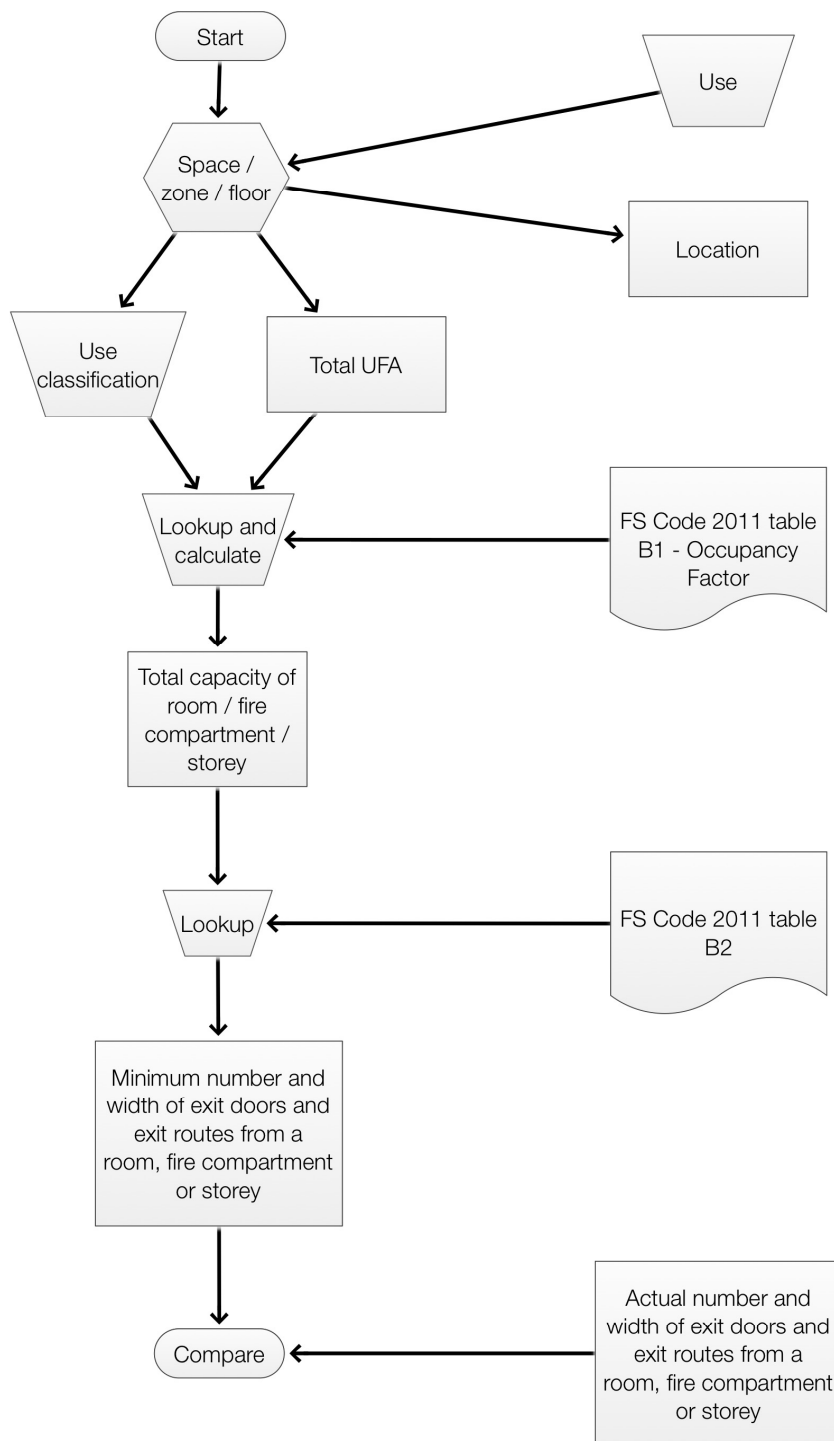 Start
Use
Space /
zone / floor
Location
Use
classification
Total UFA
Lookup and
calculate
FS Code 2011 table
B1 - Occupancy
Factor
Total capacity of
room / fire
compartment /
storey
Lookup
FS Code 2011 table
B2
Minimum number and
width of exit doors and
exit routes from a
room, fire compartment
or storey
Compare
Actual number and
width of exit doors and
exit routes from a
room, fire compartment
or storey